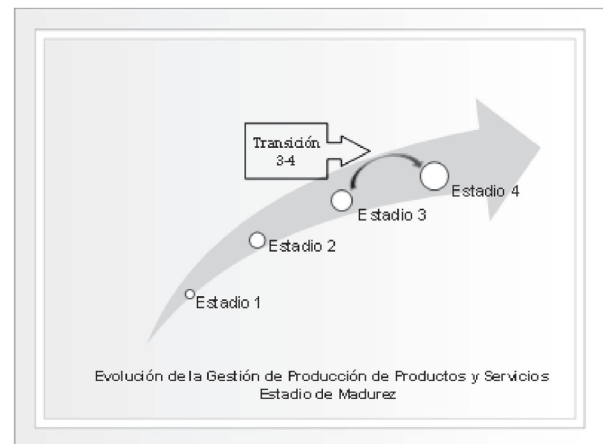 Transición
3-4
Estadio 4
Estadio 3
Estadio 2
Estadio 1
Evolución de la Gestión de Producción de Productos y Servicios
Estadio de Madurez